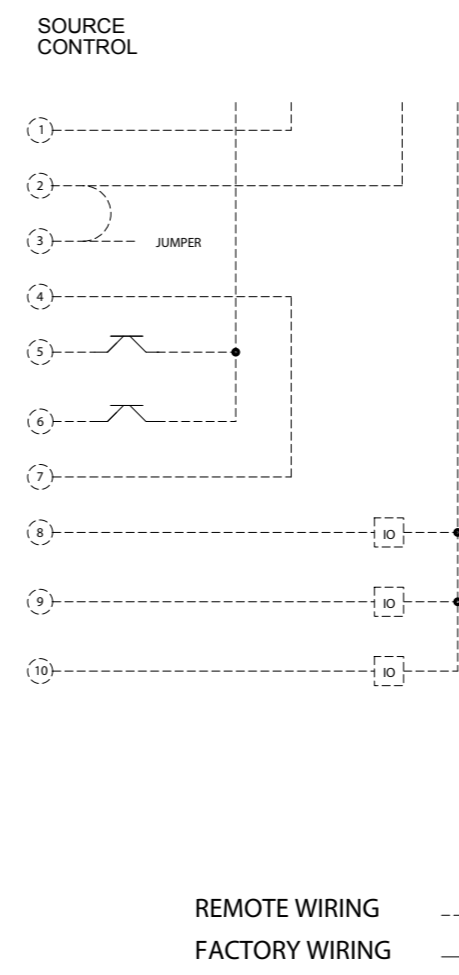 SOURCE
CONTROL
1
2
3 JUMPER
4
5
6
7
8 IO
9 IO
10 IO
REMOTE WIRING
FACTORY WIRING